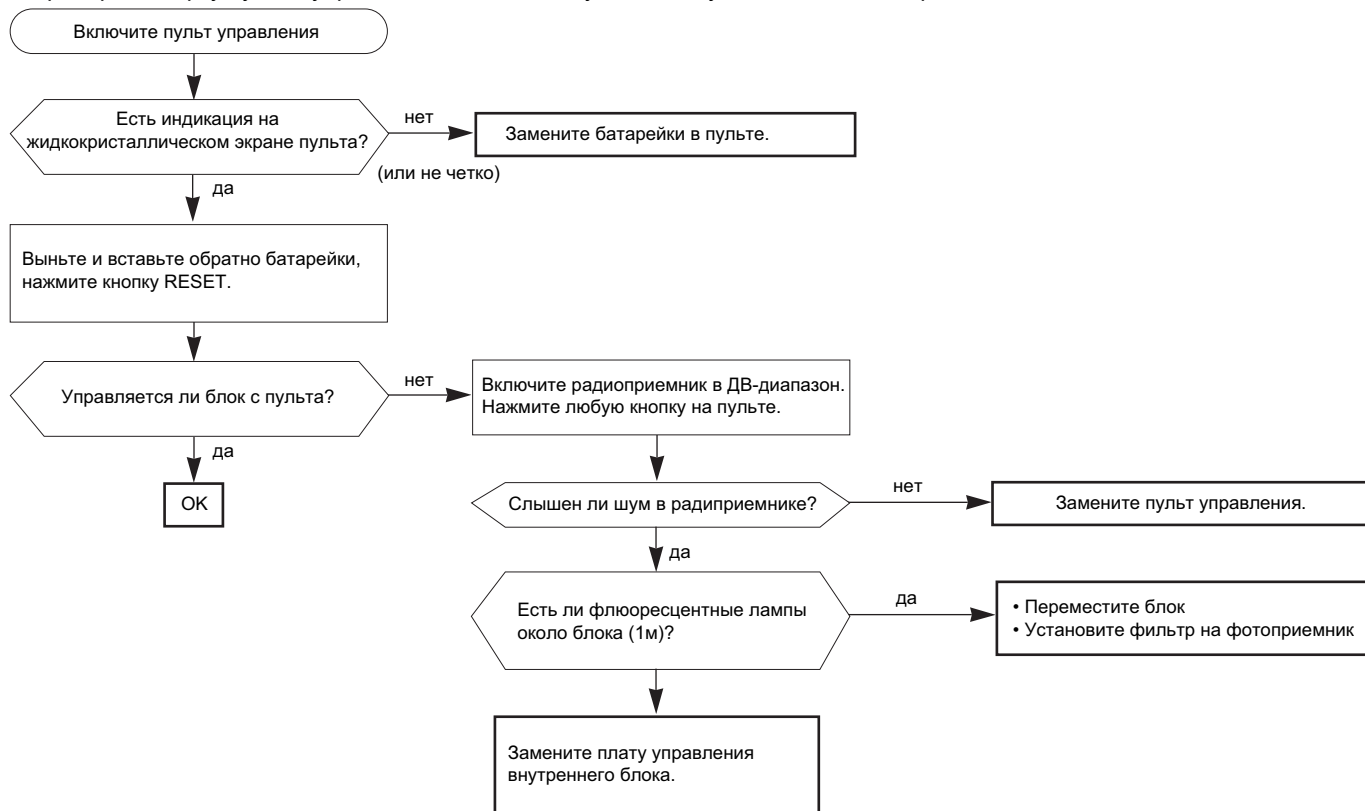 Включите пульт управления
Есть индикация на
жидкокристаллическом экране пульта?
нет
Замените батарейки в пульте.
(или не четко)
да
Выньте и вставьте обратно батарейки,
нажмите кнопку RESET.
Управляется ли блок с пульта?
нет
Включите радиоприемник в ДВ-диапазон.
Нажмите любую кнопку на пульте.
да
OK
Слышен ли шум в радиприемнике?
нет
Замените пульт управления.
да
Есть ли флюоресцентные лампы
около блока (1м)?
да
• Переместите блок
• Установите фильтр на фотоприемник
Замените плату управления
внутреннего блока.